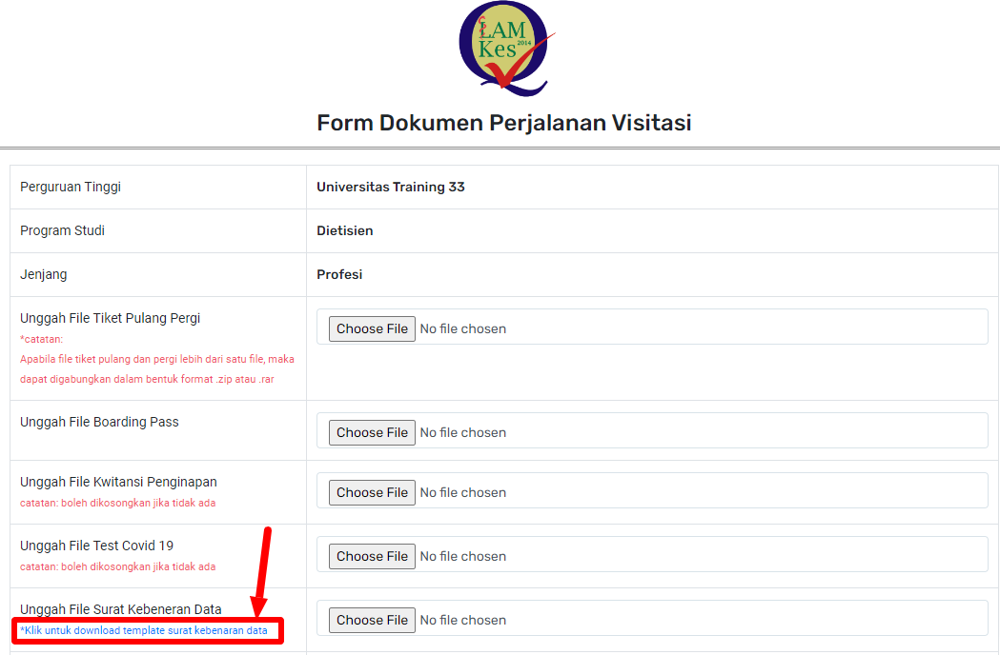 LAM
Kes 2014
Form Dokumen Perjalanan Visitasi
Perguruan Tinggi
Universitas Training 33
Program Studi
Dietisien
Jenjang
Profesi
Unggah File Tiket Pulang Pergi
*catatan:
Apabila file tiket pulang dan pergi lebih dari satu file, maka
dapat digabungkan dalam bentuk format .zip atau .rar
Choose File No file chosen
Unggah File Boarding Pass
Choose File No file chosen
Unggah File Kwitansi Penginapan
catatan: boleh dikosongkan jika tidak ada
Choose File No file chosen
Unggah File Test Covid 19
catatan: boleh dikosongkan jika tidak ada
Choose File No file chosen
Unggah File Surat Kebeneran Data
*Klik untuk download template surat kebenaran data
Choose File No file chosen